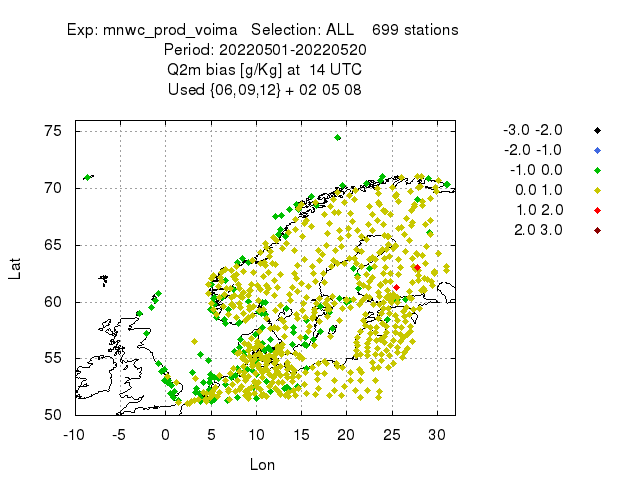 Exp: mnwc_prod_voima Selection: ALL 699 stations
Period: 20220501-20220520
Q2m bias [g/Kg] at 14 UTC
Used {06,09,12} + 02 05 08
75
70
65
60
55
50
Lat
-10 -5 0 5 10 15 20 25 30
Lon
-3.0 -2.0
-2.0 -1.0
-1.0 0.0
0.0 1.0
1.0 2.0
2.0 3.0